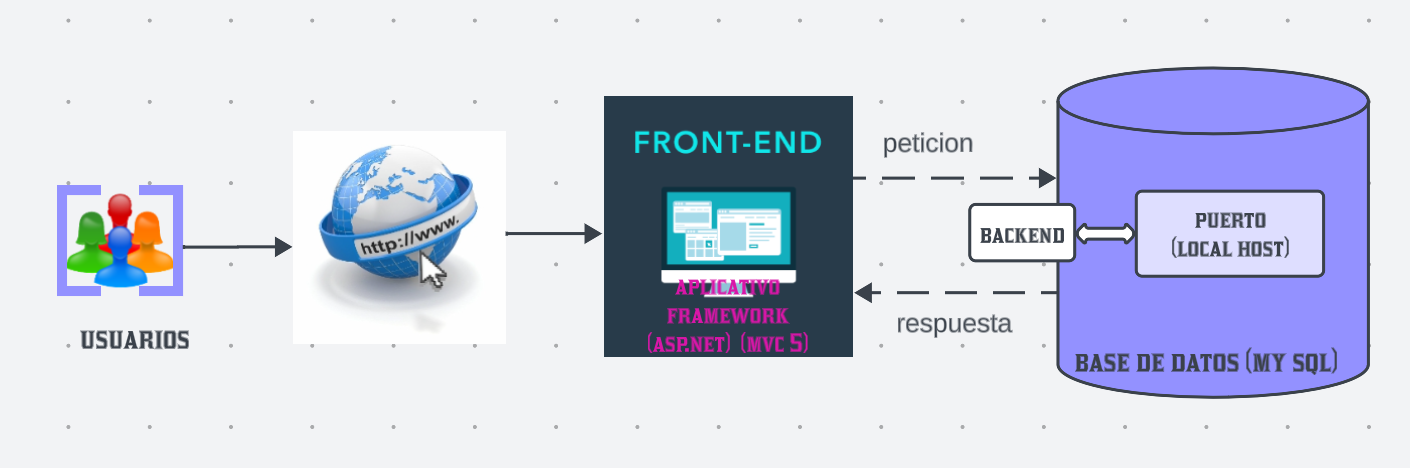 USUARIOS
http://www.
FRONT-END
APLICATIVO
FRAMEWORK
(ASP.NET) (MVC 5)
peticion
respuesta
BACKEND
PUERTO
(LOCAL HOST)
BASE DE DATOS (MY SQL)